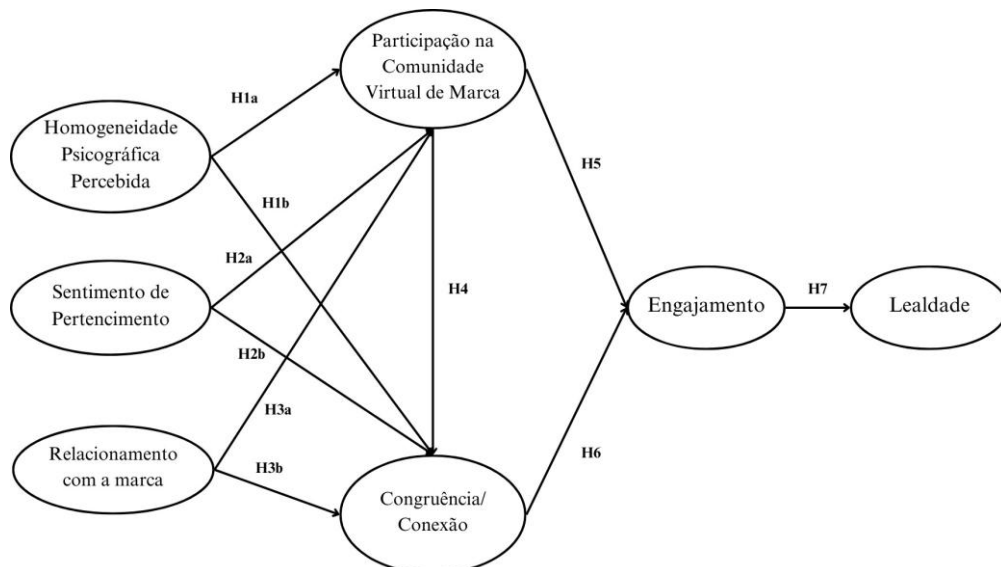 Participação na
Comunidade
Virtual de Marca
H1a
Homogeneidade
Psicográfica
Percebida
H5
H1b
H2a
Sentimento de
Pertencimento
H4
Engajamento
H7
Lealdade
H2b
H3a
Relacionamento
com a marca
H3b
H6
Congruência/
Conexão